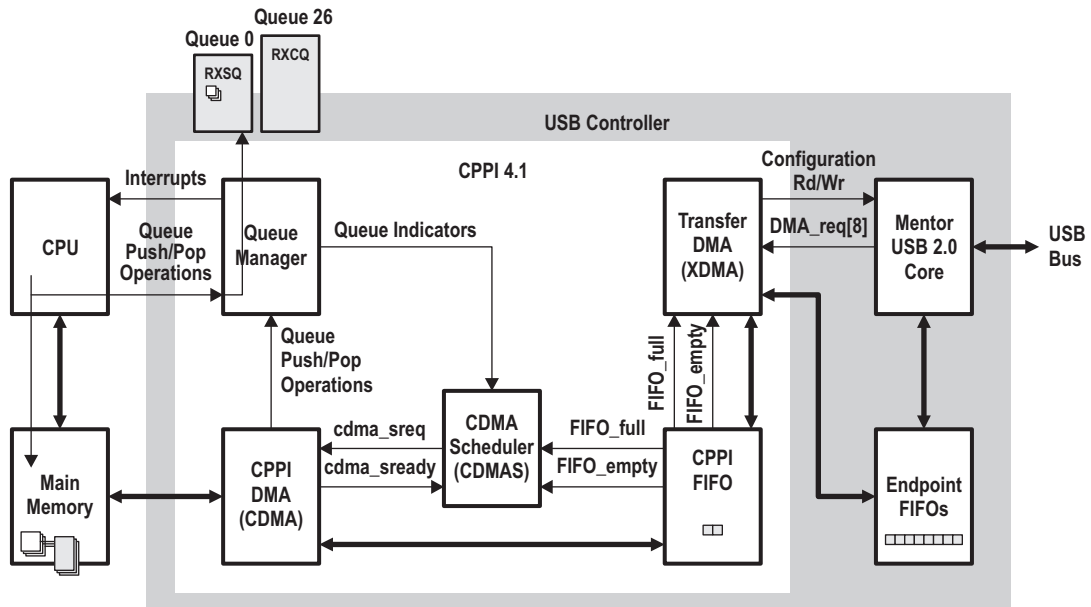 Queue 26
Queue 0
RXCQ
RXSQ
USB Controller
CPPI 4.1
Configuration
Rd/Wr
Interrupts
CPU
Queue
Push/Pop
Operations
Queue
Manager
Queue Indicators
Transfer
DMA
(XDMA)
DMA_req[8]
Mentor
USB 2.0
Core
USB
Bus
Queue
Push/Pop
Operations
FIFO_full
FIFO_empty
cdma_sreq
cdma_sready
CDMA
Scheduler
(CDMAS)
FIFO_full
FIFO_empty
Main
Memory
CPPI
DMA
(CDMA)
CPPI
FIFO
Endpoint
FIFOs